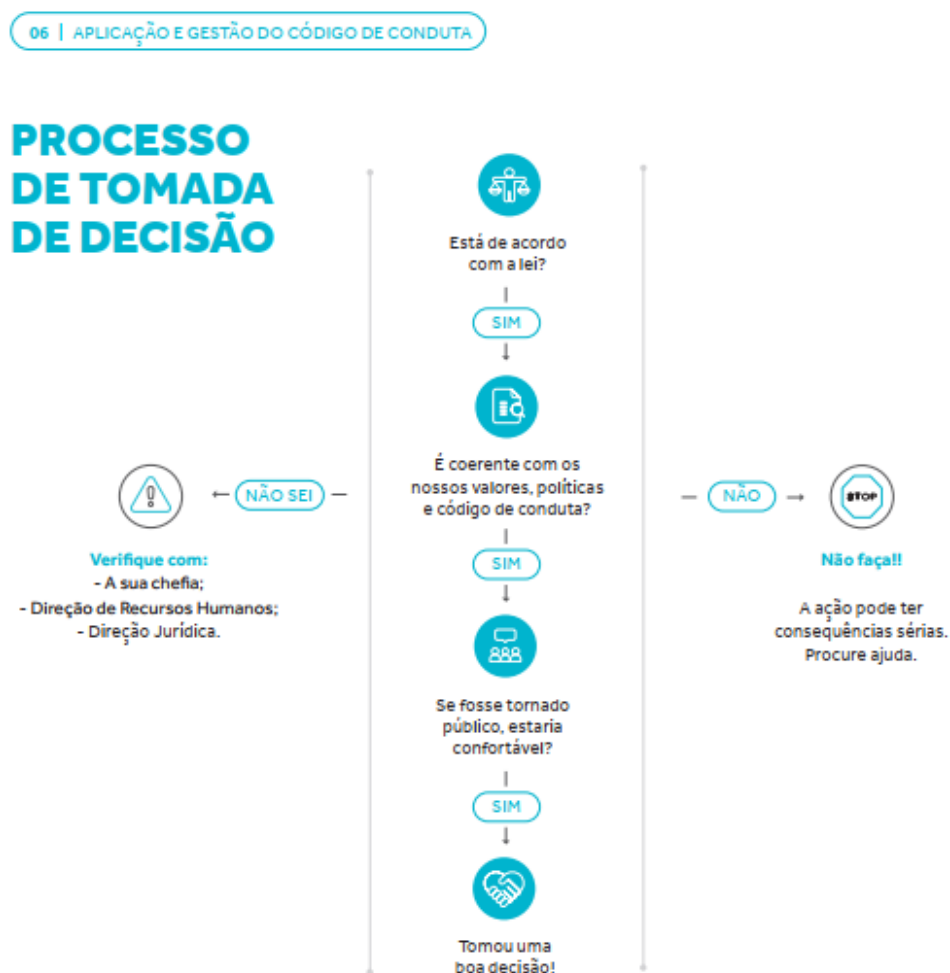 06 | APLICAÇÃO E GESTÃO DO CÓDIGO DE CONDUTA
PROCESSO
DE TOMADA
DE DECISÃO
Está de acordo
com a lei?
SIM
É coerente com os
nossos valores, políticas
e código de conduta?
NÃO SEI
Verifique com:
- A sua chefia;
- Direção de Recursos Humanos;
- Direção Jurídica.
NÃO
STOP
Não faça!!
A ação pode ter
consequências sérias.
Procure ajuda.
SIM
Se fosse tornado
público, estaria
confortável?
SIM
Tomou uma
boa decisão!